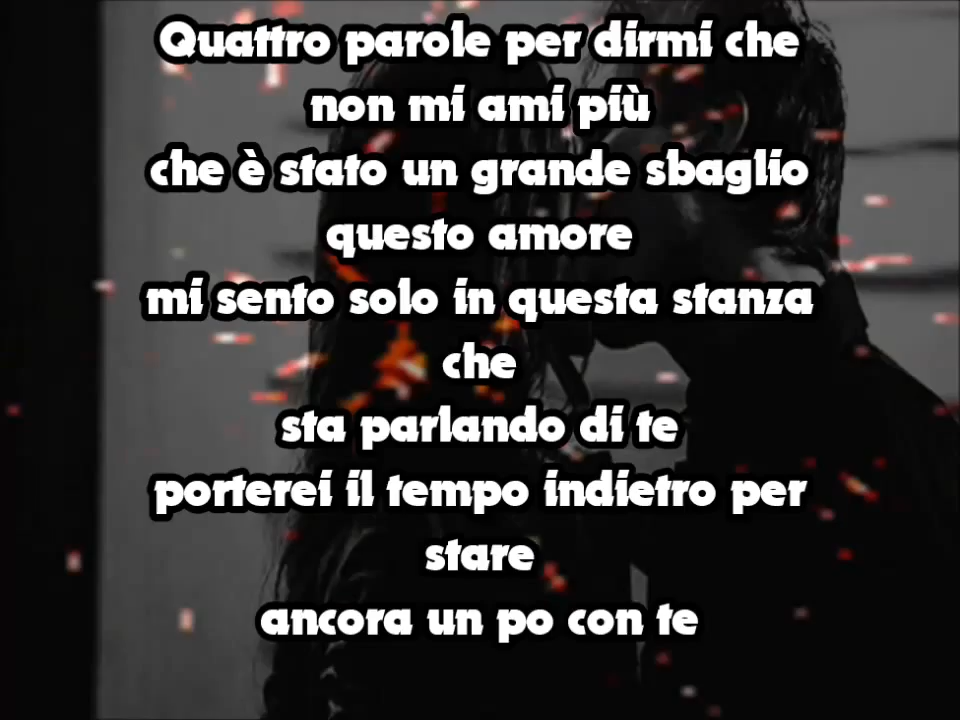 Quattro parole per dirmi che
non mi ami più
che è stato un grande sbaglio
questo amore
mi sento solo in questa stanza
che
sta parlando di te
porterei il tempo indietro per
stare
ancora un po con te